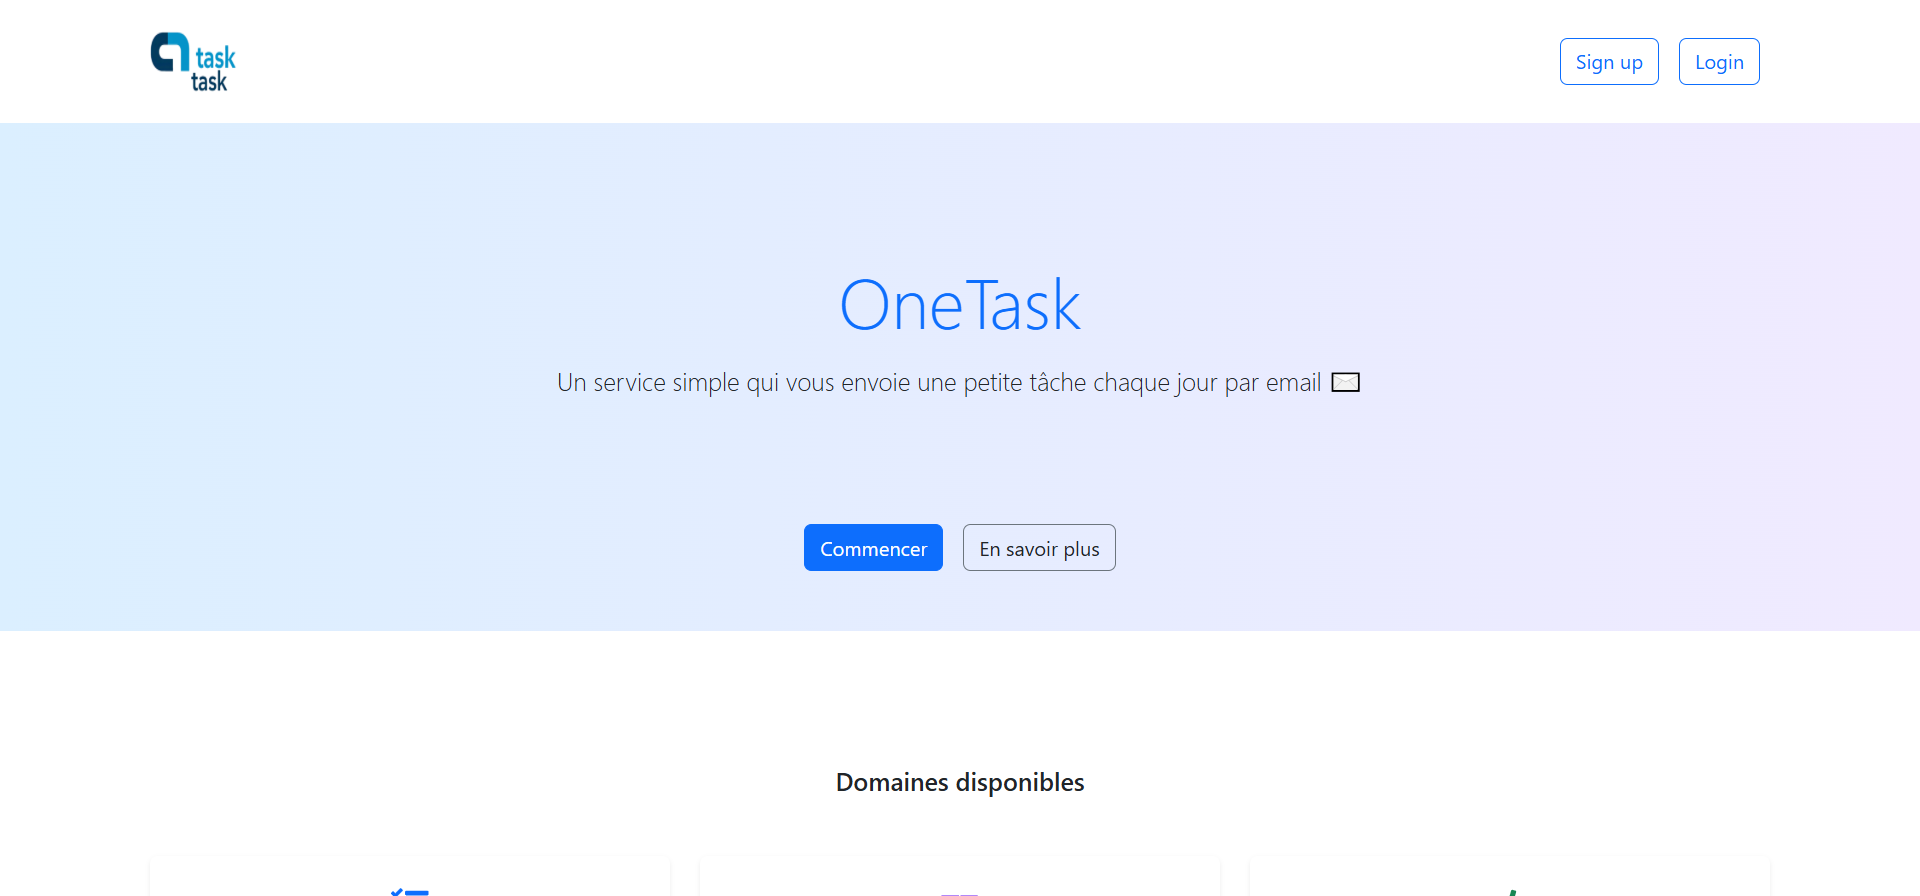 task
task
Sign up
Login
OneTask
Un service simple qui vous envoie une petite tâche chaque jour par email
Commencer
En savoir plus
Domaines disponibles